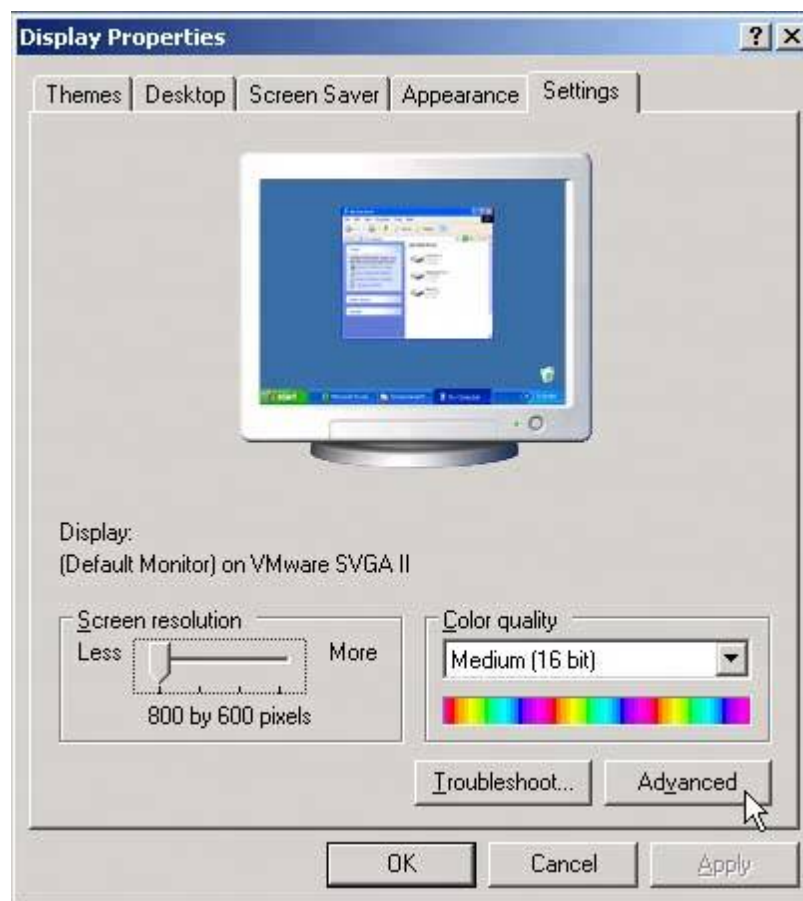 Display Properties
Themes Desktop Screen Saver Appearance Settings
Display:
(Default Monitor) on VMware SVGA II
Screen resolution
Less More
800 by 600 pixels
Color quality
Medium (16 bit)
Troubleshoot... Advanced
OK Cancel Apply